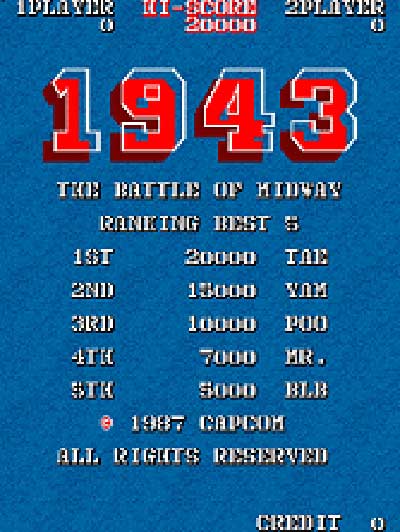 1PLAYER HI-SCORE 2PLAYER
0 20000 0
1943
THE BATTLE OF MIDWAY
RANKING BEST 5
1ST 20000 TAE
2ND 15000 YAM
3RD 10000 POO
4TH 7000 MR.
5TH 5000 BLB
© 1987 CAPCOM
ALL RIGHTS RESERVED
CREDIT 0